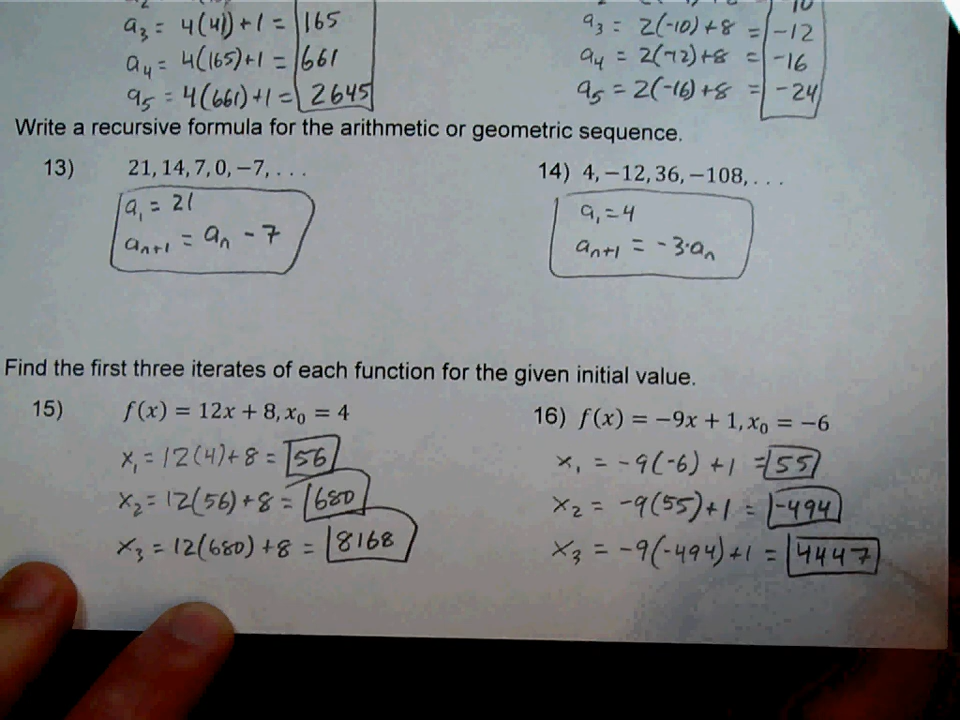 a₃ = 4(41)+1 = 165
a₄ = 4(165)+1 = 661
a₅ = 4(661)+1 = 2645
-10
a₃ = 2(-10)+8 = -12
a₄ = 2(-12)+8 = -16
a₅ = 2(-16)+8 = -24
Write a recursive formula for the arithmetic or geometric sequence.
13) 21, 14, 7, 0, −7, . . .
a₁ = 21
aₙ₊₁ = aₙ - 7
14) 4, −12, 36, −108, . . .
a₁ = 4
aₙ₊₁ = -3·aₙ
Find the first three iterates of each function for the given initial value.
15) f(x) = 12x + 8, x₀ = 4
x₁ = 12(4)+8 = 56
x₂ = 12(56)+8 = 680
x₃ = 12(680)+8 = 8168
16) f(x) = −9x + 1, x₀ = −6
x₁ = -9(-6)+1 = 55
x₂ = -9(55)+1 = -494
x₃ = -9(-494)+1 = 4447